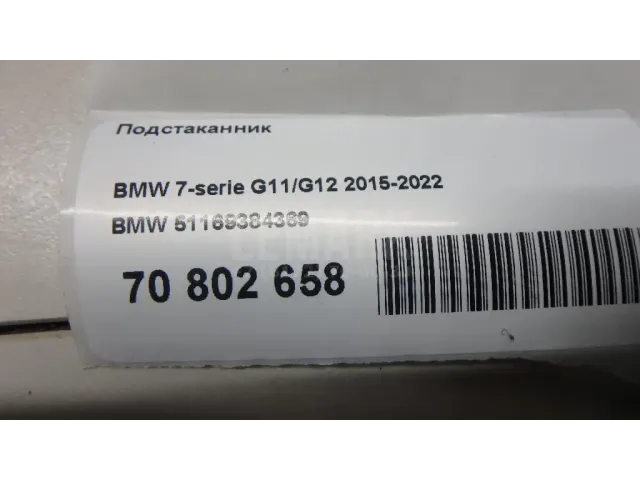 Подстаканник
BMW 7-serie G11/G12 2015-2022
BMW 51169384369
70 802 658